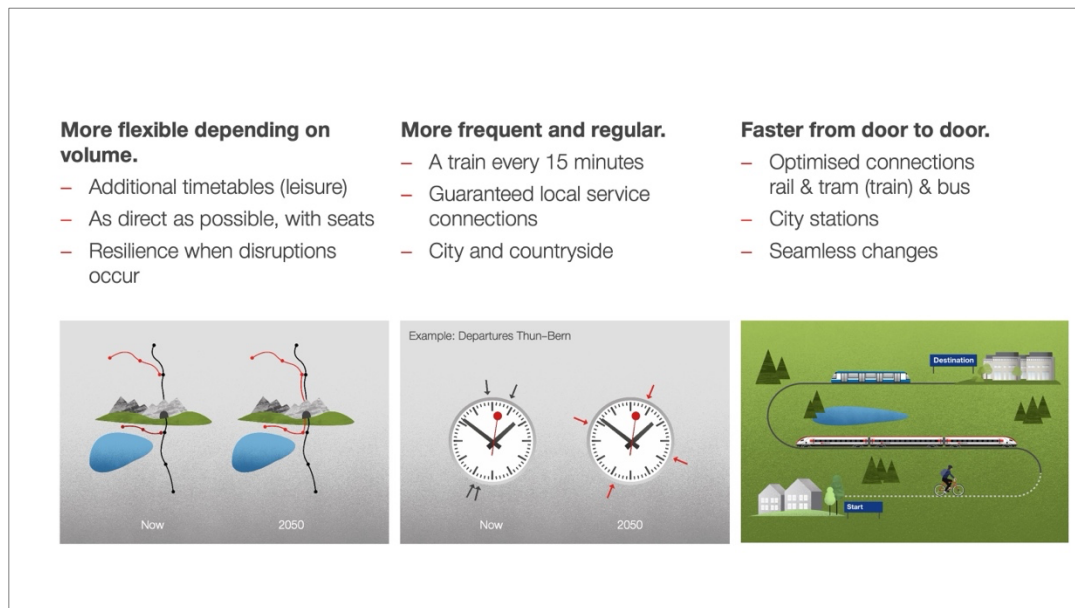 More flexible depending on
volume.
– Additional timetables (leisure)
– As direct as possible, with seats
– Resilience when disruptions
occur
More frequent and regular.
– A train every 15 minutes
– Guaranteed local service
connections
– City and countryside
Faster from door to door.
– Optimised connections
rail & tram (train) & bus
– City stations
– Seamless changes
Now
2050
Example: Departures Thun–Bern
Now
2050
Destination
Start